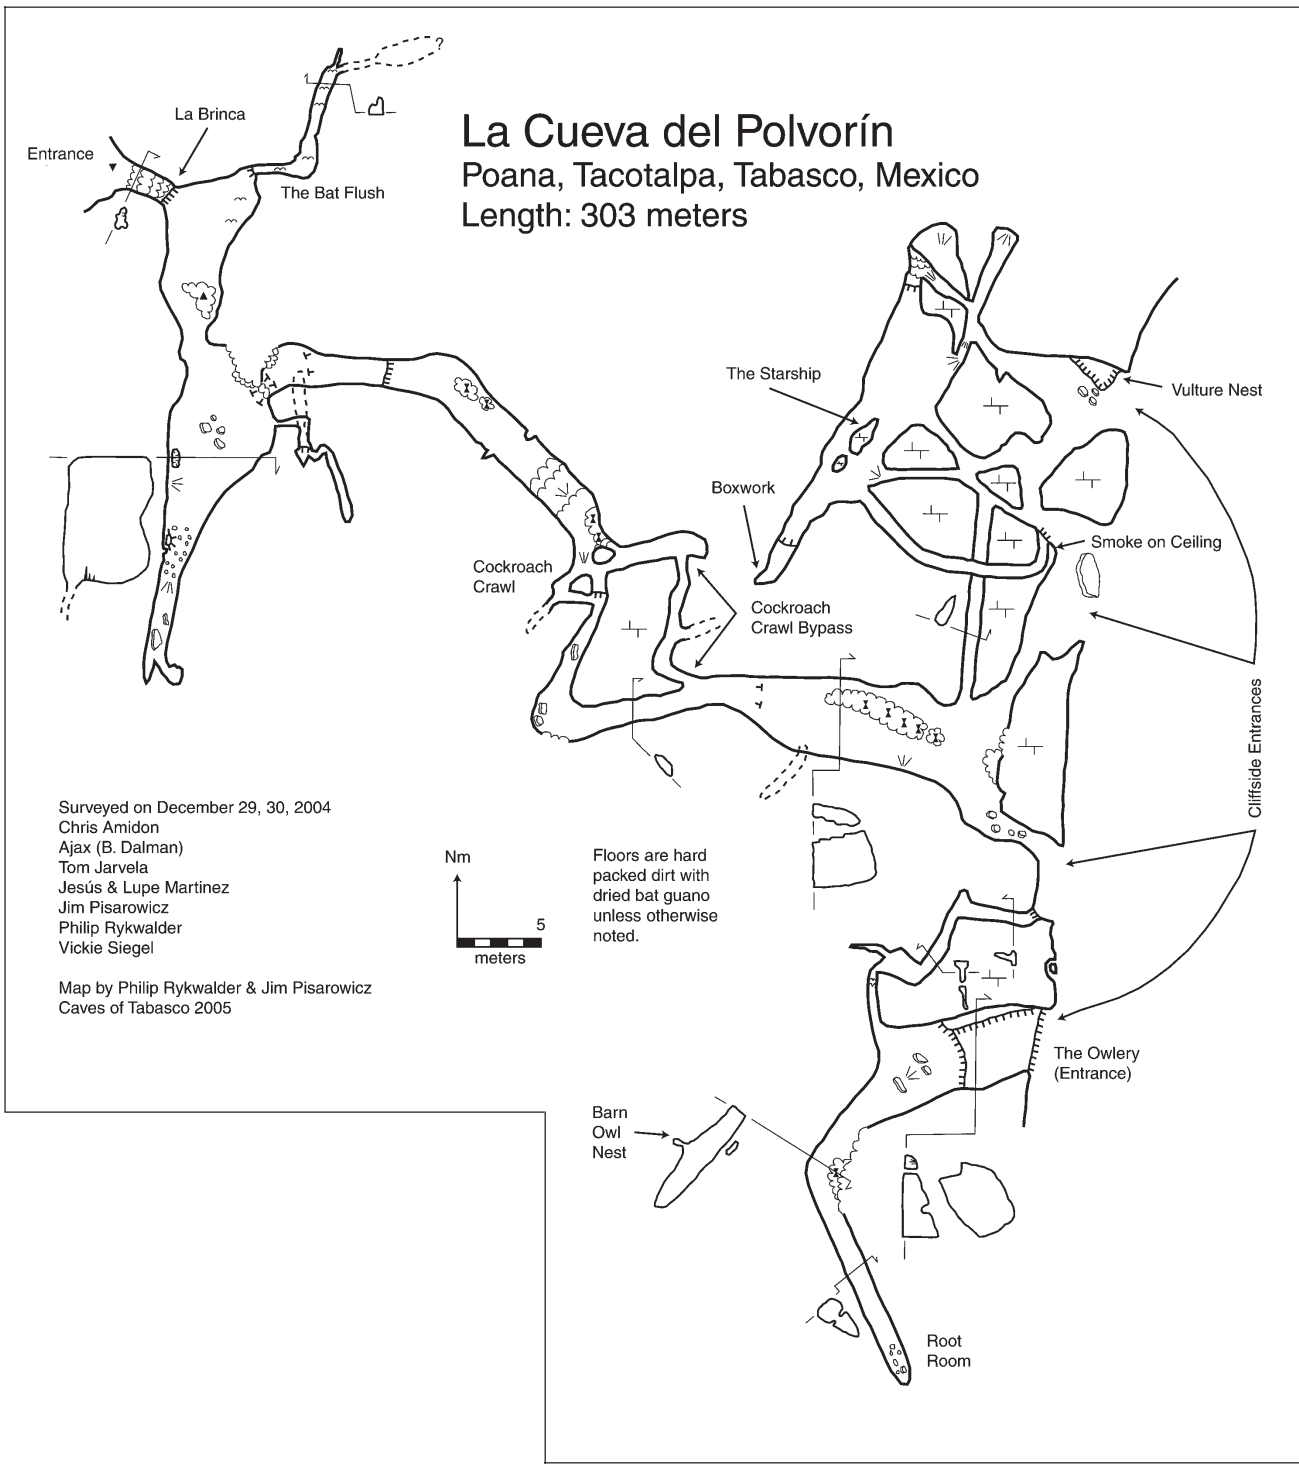 ?
La Brinca
Entrance
The Bat Flush
La Cueva del Polvorín
Poana, Tacotalpa, Tabasco, Mexico
Length: 303 meters
The Starship
Vulture Nest
Boxwork
Smoke on Ceiling
Cockroach
Crawl
Cockroach
Crawl Bypass
Cliffside Entrances
Surveyed on December 29, 30, 2004
Chris Amidon
Ajax (B. Dalman)
Tom Jarvela
Jesús & Lupe Martinez
Jim Pisarowicz
Philip Rykwalder
Vickie Siegel
Map by Philip Rykwalder & Jim Pisarowicz
Caves of Tabasco 2005
Nm
5
meters
Floors are hard
packed dirt with
dried bat guano
unless otherwise
noted.
The Owlery
(Entrance)
Barn
Owl
Nest
Root
Room